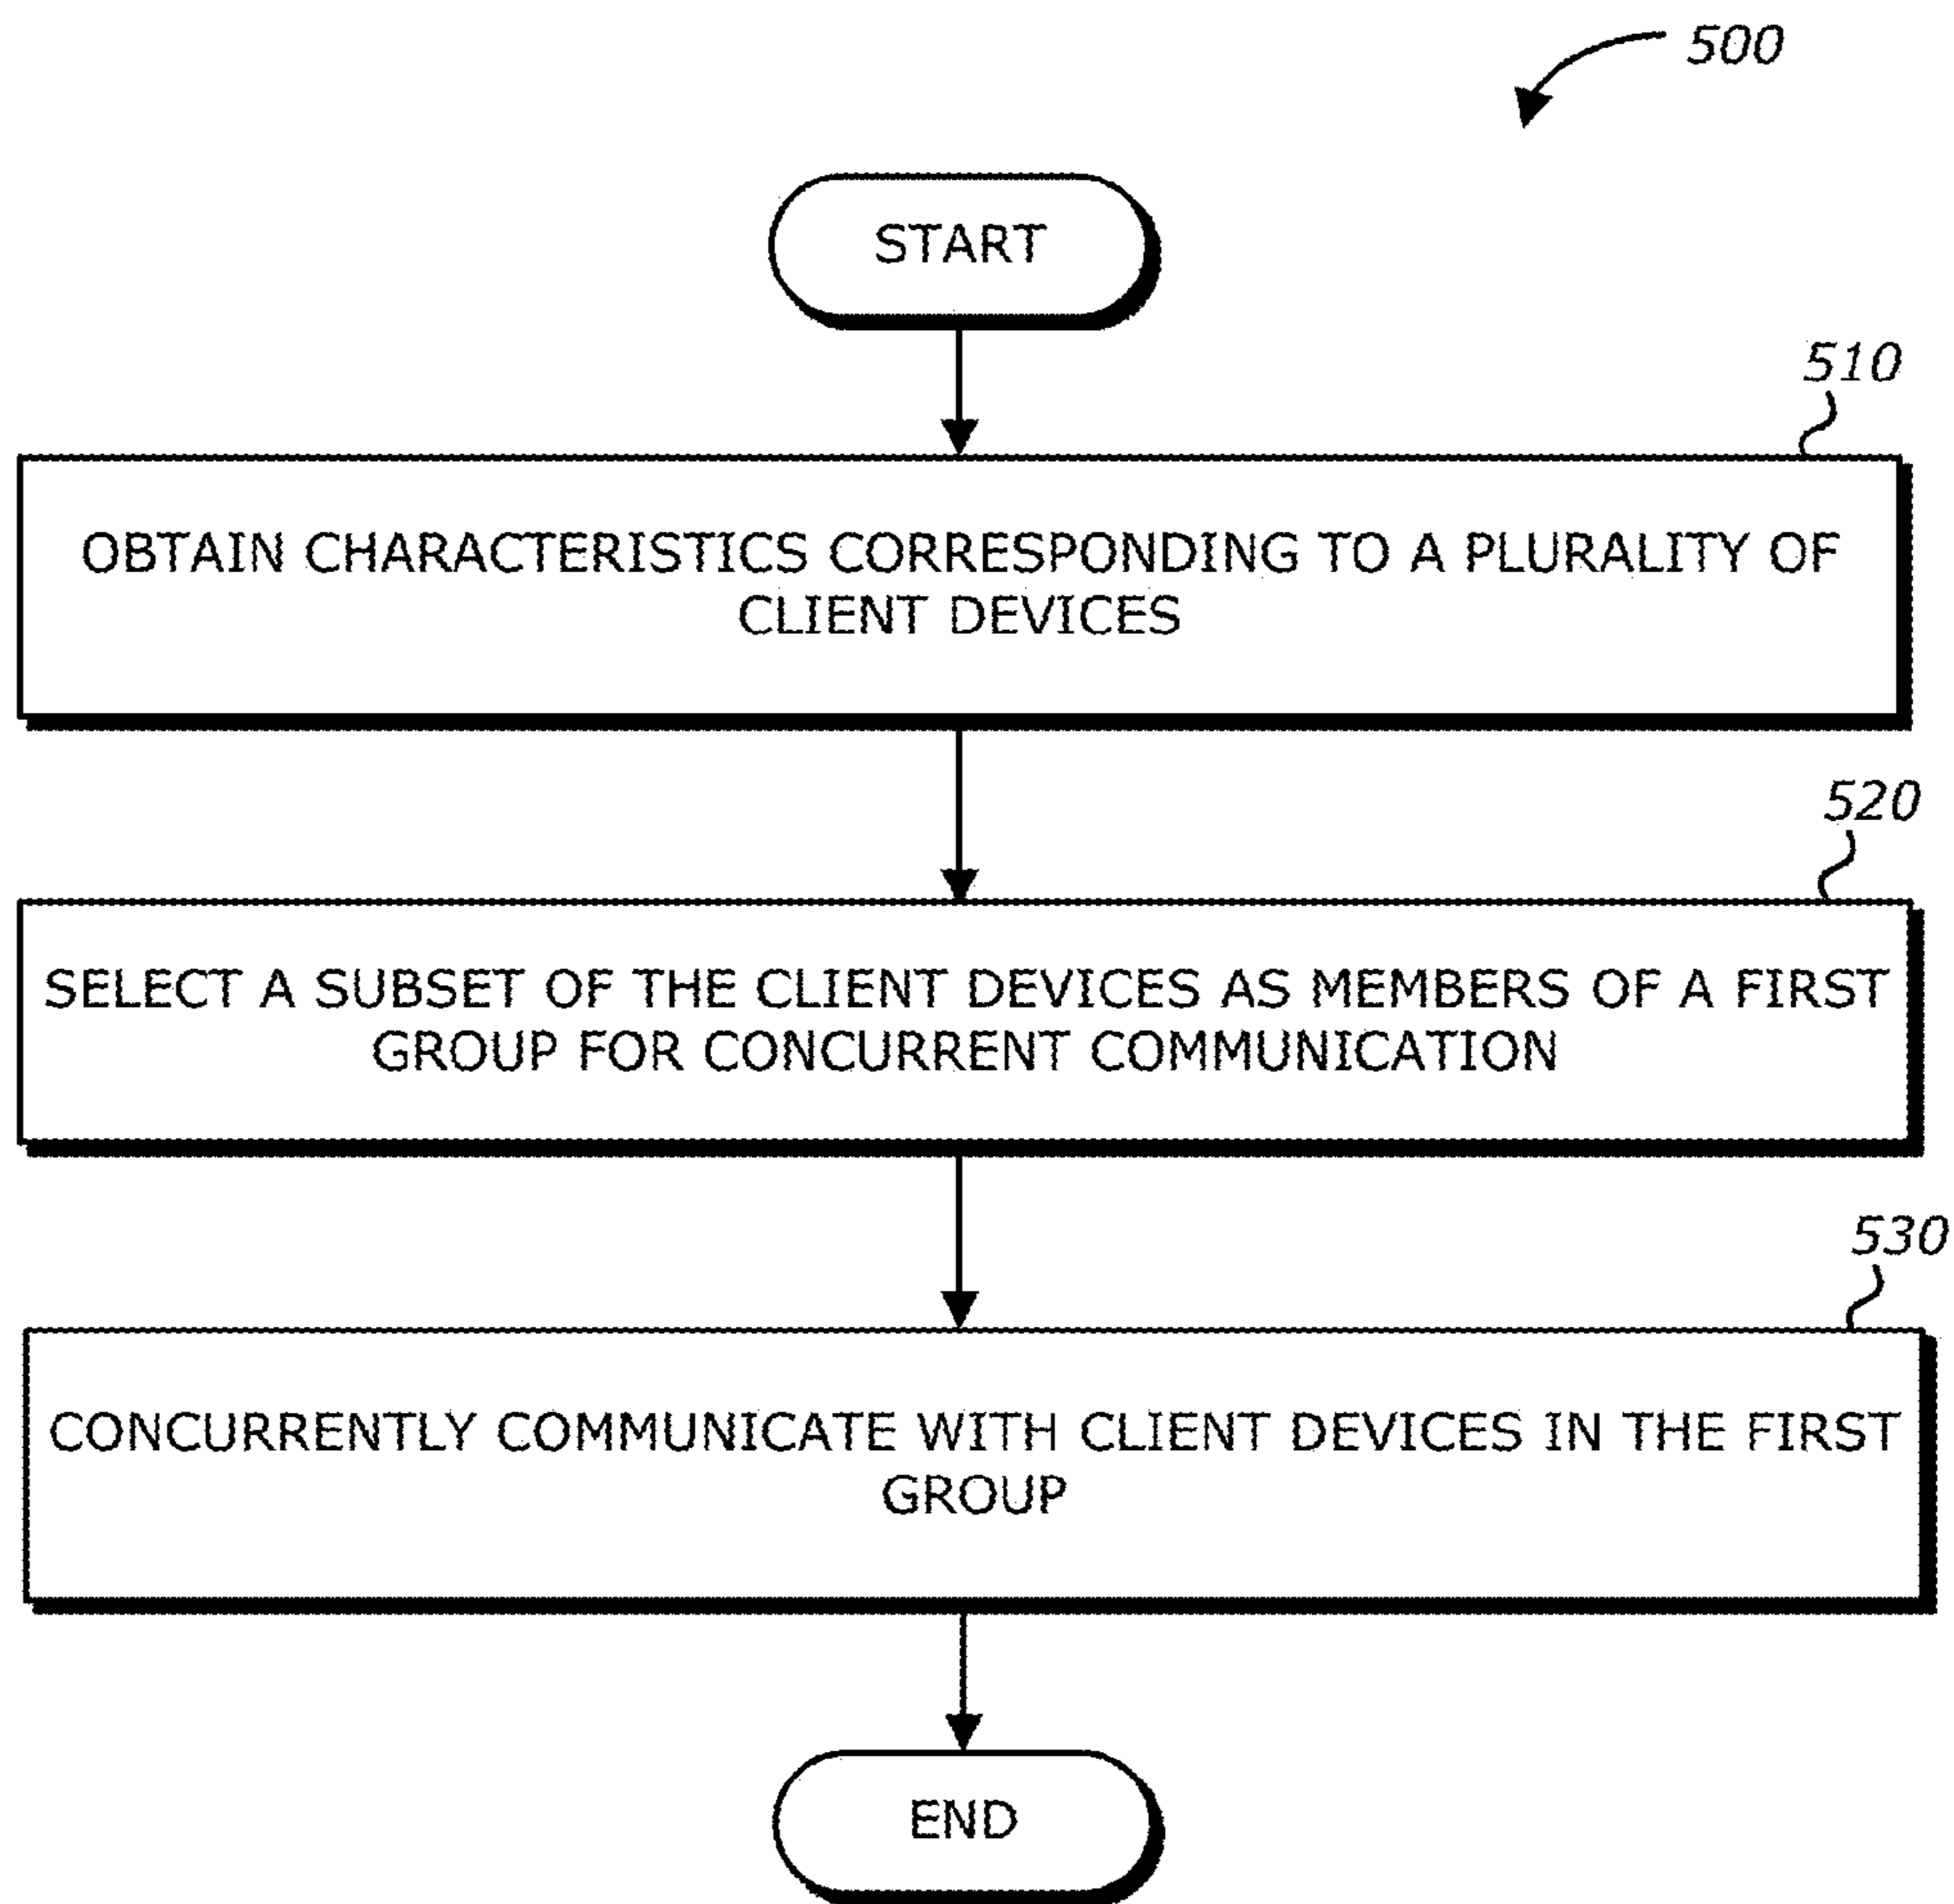 500
START
510
OBTAIN CHARACTERISTICS CORRESPONDING TO A PLURALITY OF
CLIENT DEVICES
520
SELECT A SUBSET OF THE CLIENT DEVICES AS MEMBERS OF A FIRST
GROUP FOR CONCURRENT COMMUNICATION
530
CONCURRENTLY COMMUNICATE WITH CLIENT DEVICES IN THE FIRST
GROUP
END